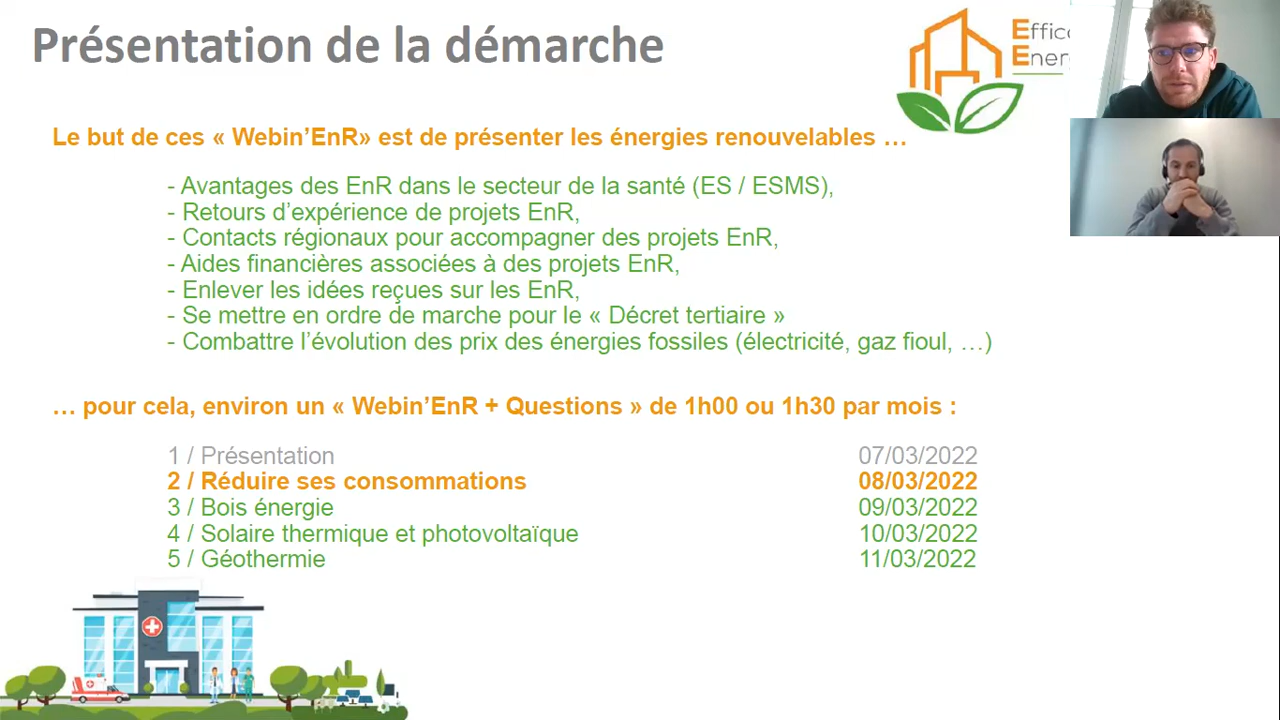 Présentation de la démarche
Le but de ces « Webin’EnR» est de présenter les énergies renouvelables …
- Avantages des EnR dans le secteur de la santé (ES / ESMS),
- Retours d’expérience de projets EnR,
- Contacts régionaux pour accompagner des projets EnR,
- Aides financières associées à des projets EnR,
- Enlever les idées reçues sur les EnR,
- Se mettre en ordre de marche pour le « Décret tertiaire »
- Combattre l’évolution des prix des énergies fossiles (électricité, gaz fioul, …)
… pour cela, environ un « Webin’EnR + Questions » de 1h00 ou 1h30 par mois :
1 / Présentation 07/03/2022
2 / Réduire ses consommations 08/03/2022
3 / Bois énergie 09/03/2022
4 / Solaire thermique et photovoltaïque 10/03/2022
5 / Géothermie 11/03/2022